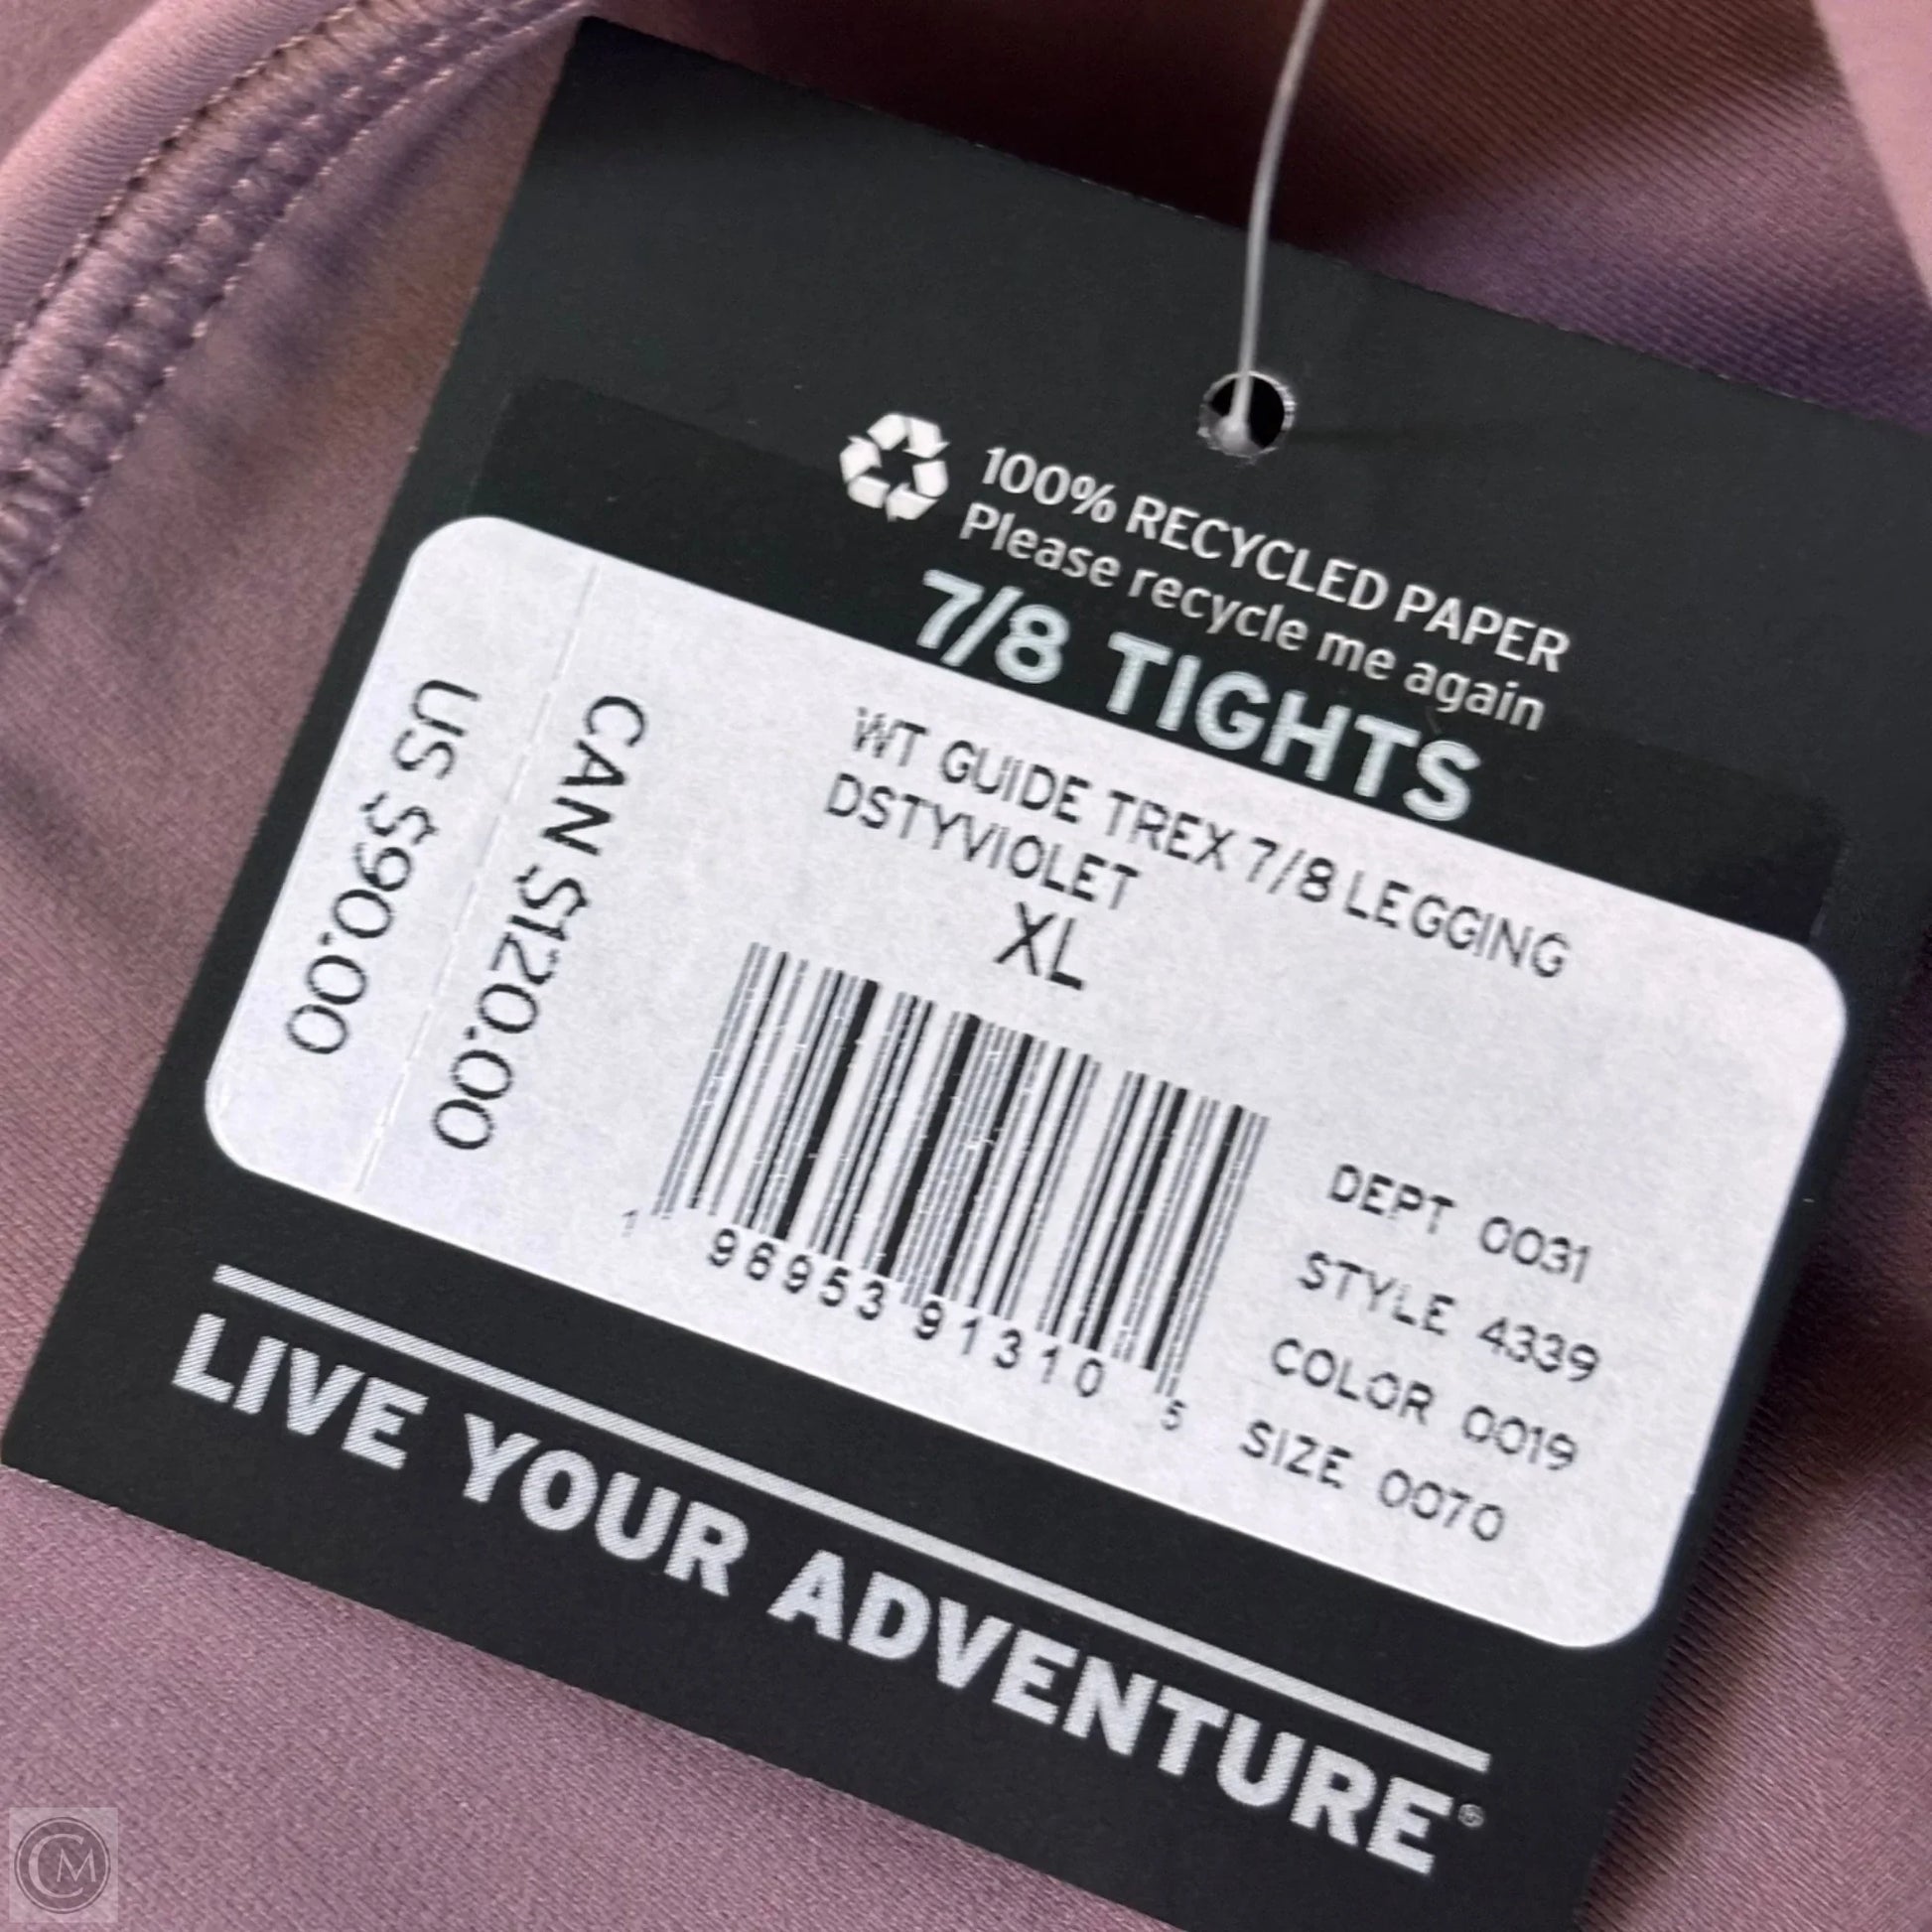 100% RECYCLED PAPER
Please recycle me again
7/8 TIGHTS
WT GUIDE TREX 7/8 LEGGING
DSTYVIOLET
XL
US $90.00
CAN $120.00
1 96953 91310 5
DEPT 0031
STYLE 4339
COLOR 0019
SIZE 0070
LIVE YOUR ADVENTURE®
CM